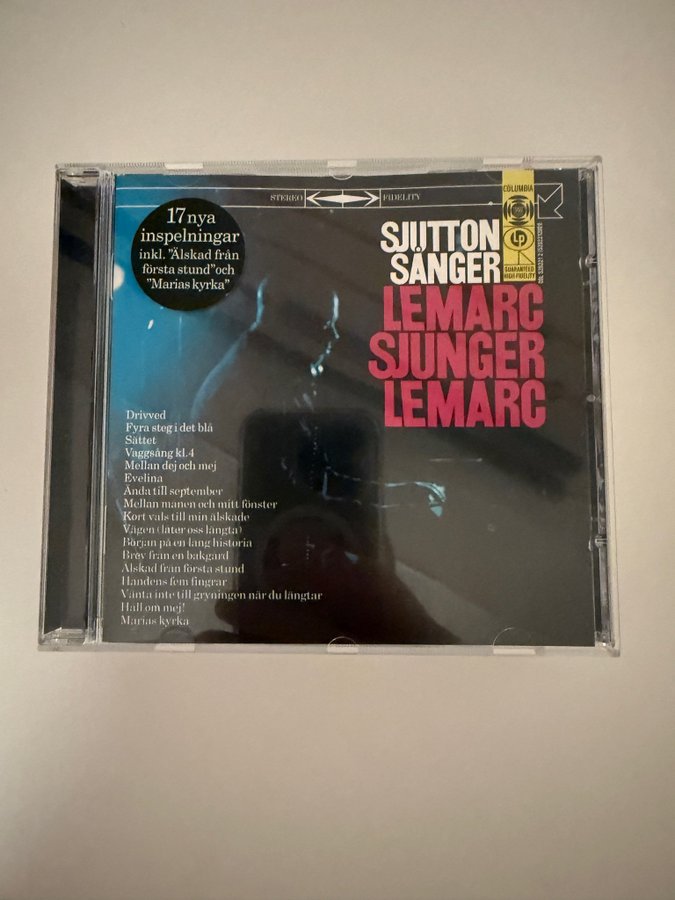 STEREO FIDELITY
COLUMBIA
LP
GUARANTEED
HIGH-FIDELITY
17 nya
inspelningar
inkl. "Älskad från
första stund" och
"Marias kyrka"
SJUTTON
SÅNGER
LEMARC
SJUNGER
LEMARC
Drivved
Fyra steg i det blå
Sättet
Vaggsång kl.4
Mellan dej och mej
Evelina
Ända till september
Mellan månen och mitt fönster
Kort vals till min älskade
Vägen (låter oss längta)
Början på en lång historia
Brev från en bakgård
Älskad från första stund
Handens fem fingrar
Vänta inte till gryningen när du längtar
Håll om mej!
Marias kyrka